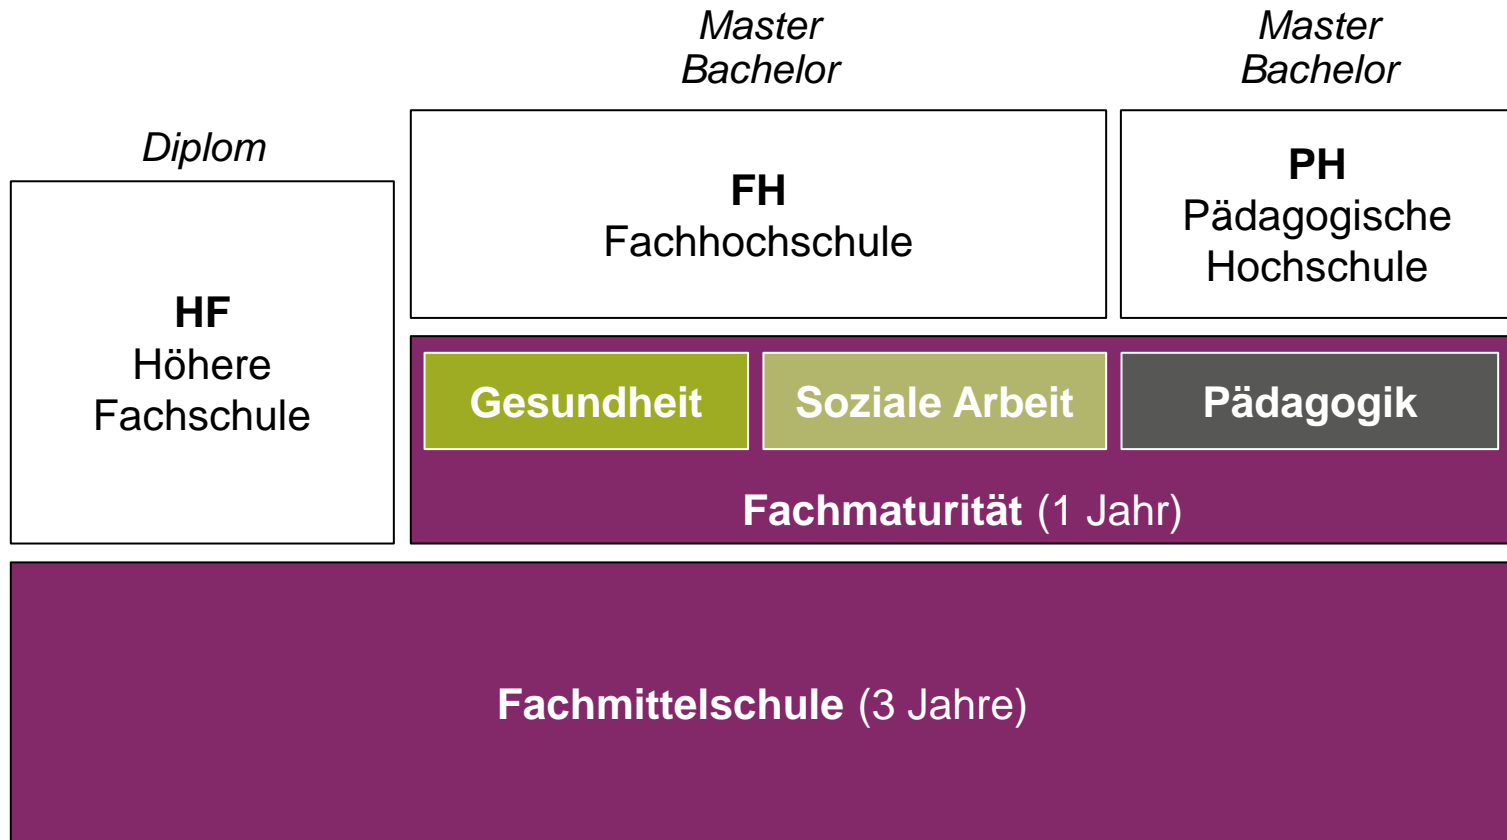 Master
Bachelor
Master
Bachelor
Diplom
FH
Fachhochschule
PH
Pädagogische
Hochschule
HF
Höhere
Fachschule
Gesundheit
Soziale Arbeit
Pädagogik
Fachmaturität (1 Jahr)
Fachmittelschule (3 Jahre)